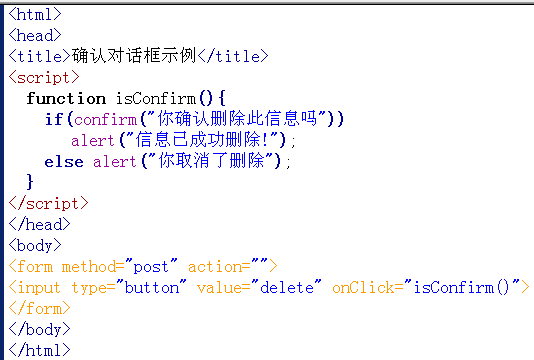 <html>
<head>
<title>确认对话框示例</title>
<script>
function isConfirm(){
if(confirm("你确认删除此信息吗"))
alert("信息已成功删除!");
else alert("你取消了删除");
}
</script>
</head>
<body>
<form method="post" action="">
<input type="button" value="delete" onClick="isConfirm()">
</form>
</body>
</html>